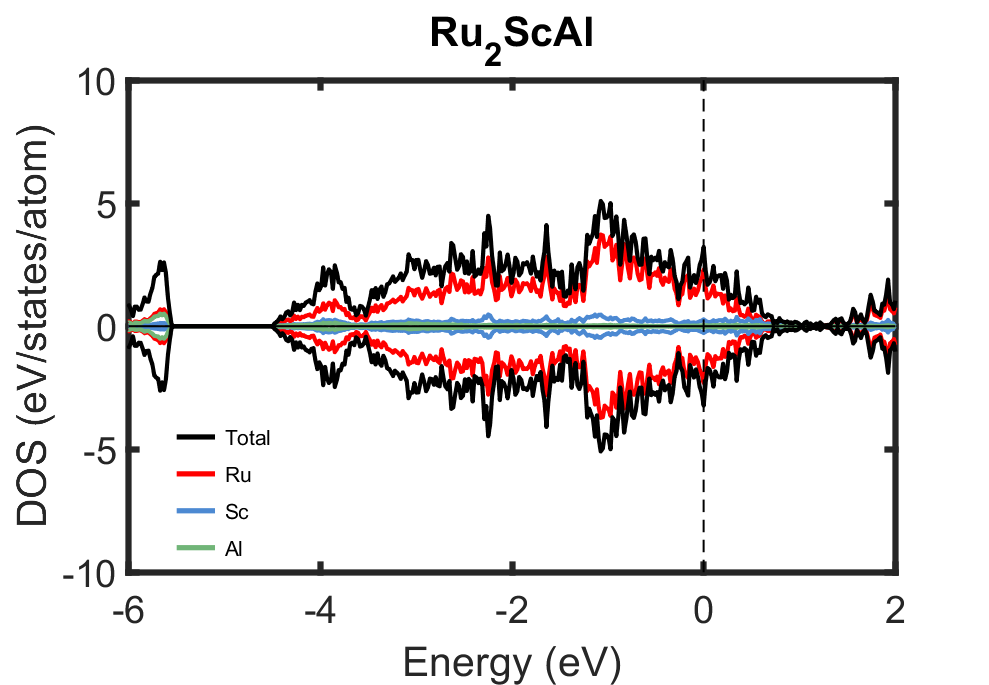 Ru2ScAl
10
5
0
-5
-10
DOS (eV/states/atom)
Total
Ru
Sc
Al
-6 -4 -2 0 2
Energy (eV)